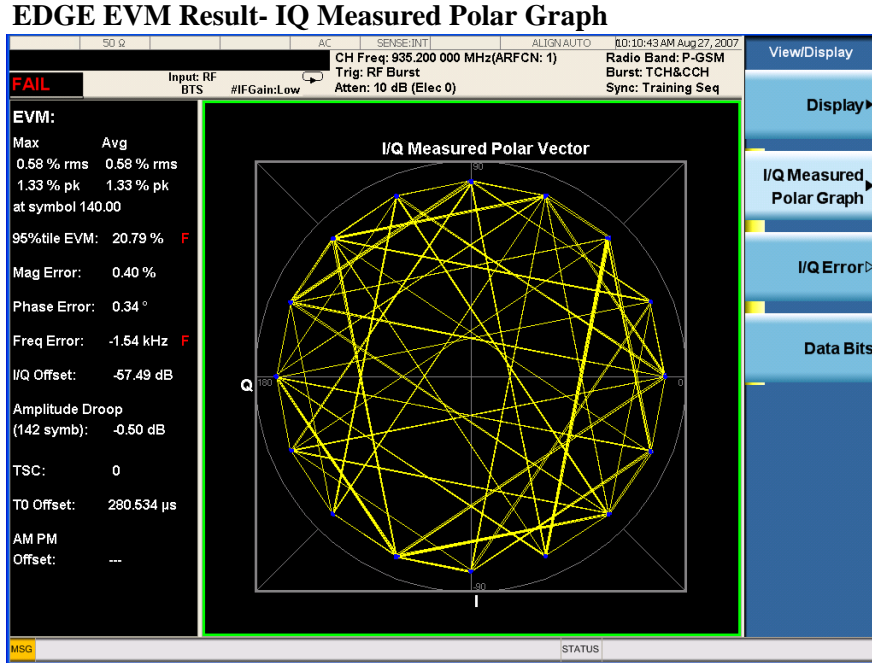 EDGE EVM Result- IQ Measured Polar Graph
50 Ω AC SENSE:INT ALIGN AUTO 10:10:43 AM Aug 27, 2007
CH Freq: 935.200 000 MHz(ARFCN: 1) Radio Band: P-GSM
FAIL Input: RF Trig: RF Burst Burst: TCH&CCH
BTS #IFGain:Low Atten: 10 dB (Elec 0) Sync: Training Seq
View/Display
Display
I/Q Measured
Polar Graph
I/Q Error
Data Bits
EVM:
Max Avg
0.58 % rms 0.58 % rms
1.33 % pk 1.33 % pk
at symbol 140.00
95%tile EVM: 20.79 % F
Mag Error: 0.40 %
Phase Error: 0.34 °
Freq Error: -1.54 kHz F
I/Q Offset: -57.49 dB
Amplitude Droop
(142 symb): -0.50 dB
TSC: 0
T0 Offset: 280.534 µs
AM PM
Offset: ---
I/Q Measured Polar Vector
90
Q 180 0
-90
I
MSG STATUS